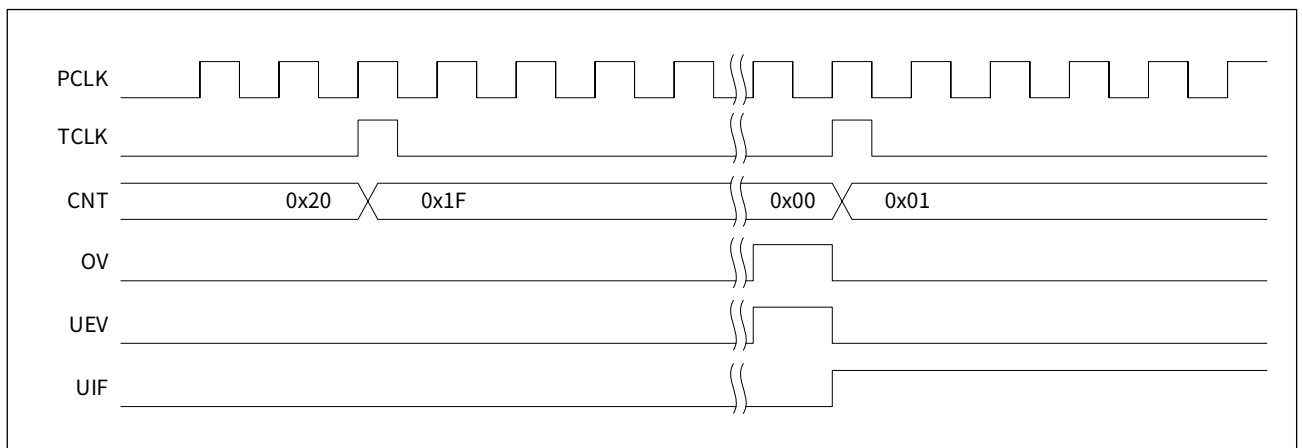 PCLK
TCLK
CNT 0x20 0x1F 0x00 0x01
OV
UEV
UIF